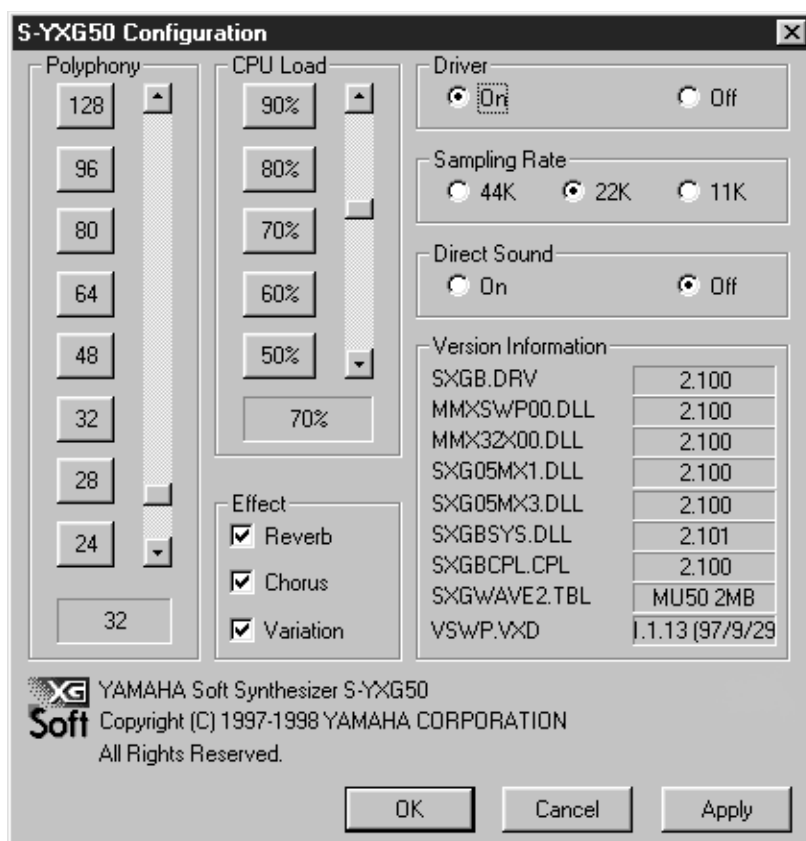 S-YXG50 Configuration
Polyphony
128
96
80
64
48
32
28
24
32
CPU Load
90%
80%
70%
60%
50%
70%
Effect
Reverb
Chorus
Variation
Driver
On Off
Sampling Rate
44K 22K 11K
Direct Sound
On Off
Version Information
SXGB.DRV 2.100
MMXSWP00.DLL 2.100
MMX32X00.DLL 2.100
SXG05MX1.DLL 2.100
SXG05MX3.DLL 2.100
SXGBSYS.DLL 2.101
SXGBCPL.CPL 2.100
SXGWAVE2.TBL MU50 2MB
VSWP.VXD .1.13 (97/9/29
XG
Soft
YAMAHA Soft Synthesizer S-YXG50
Copyright (C) 1997-1998 YAMAHA CORPORATION
All Rights Reserved.
OK Cancel Apply